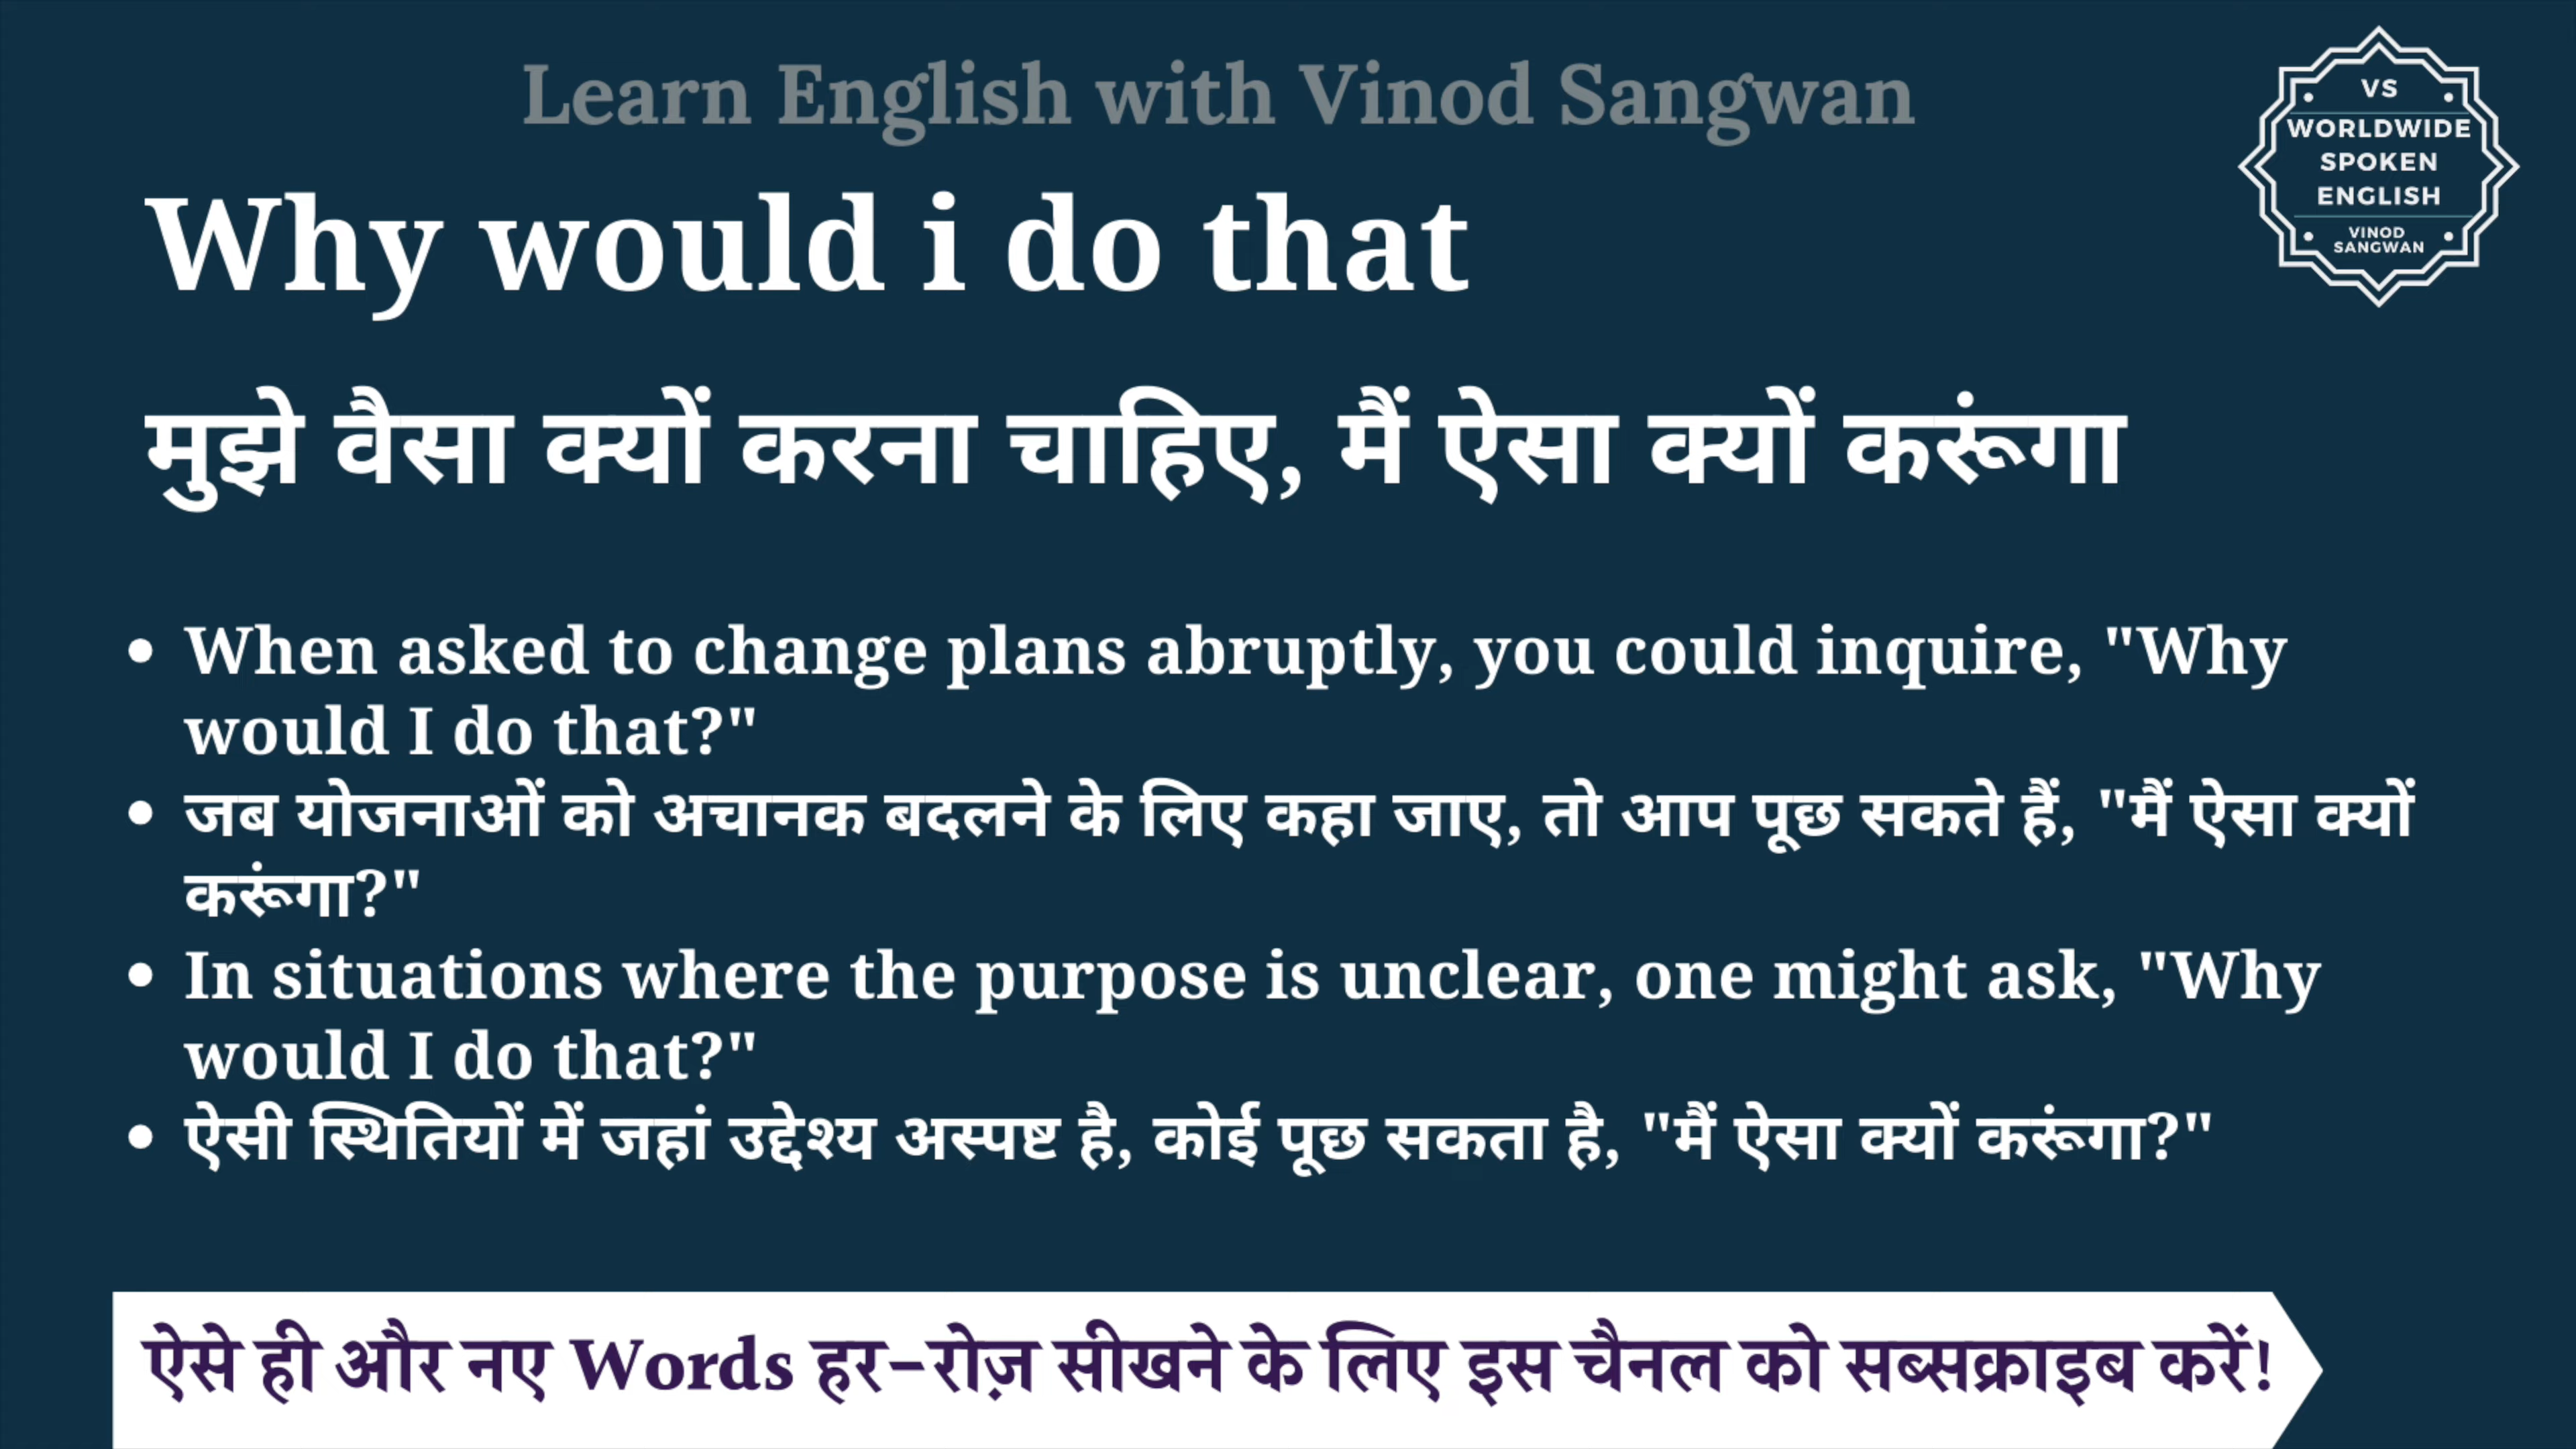 Learn English with Vinod Sangwan
VS
WORLDWIDE
SPOKEN
ENGLISH
VINOD
SANGWAN
Why would i do that
मुझे वैसा क्यों करना चाहिए, मैं ऐसा क्यों करूंगा
• When asked to change plans abruptly, you could inquire, "Why
would I do that?"
• जब योजनाओं को अचानक बदलने के लिए कहा जाए, तो आप पूछ सकते हैं, "मैं ऐसा क्यों
करूंगा?"
• In situations where the purpose is unclear, one might ask, "Why
would I do that?"
• ऐसी स्थितियों में जहां उद्देश्य अस्पष्ट है, कोई पूछ सकता है, "मैं ऐसा क्यों करूंगा?"
ऐसे ही और नए Words हर-रोज़ सीखने के लिए इस चैनल को सब्सक्राइब करें!